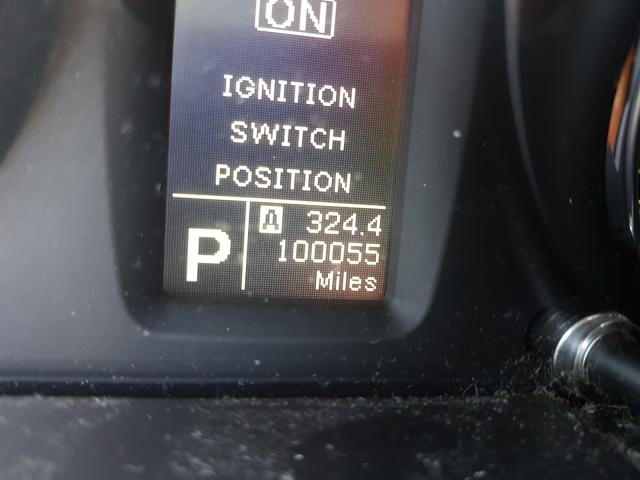 ON
IGNITION
SWITCH
POSITION
A 324.4
P 100055
Miles